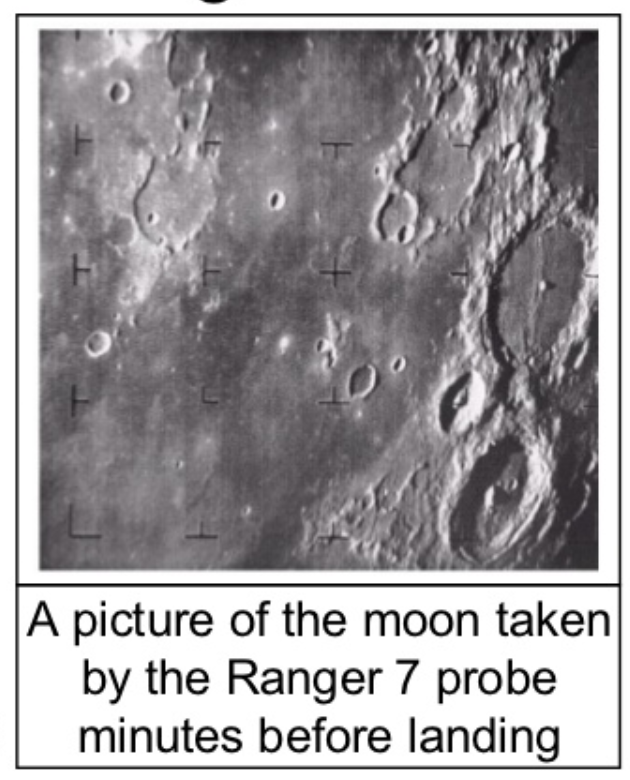 A picture of the moon taken
by the Ranger 7 probe
minutes before landing